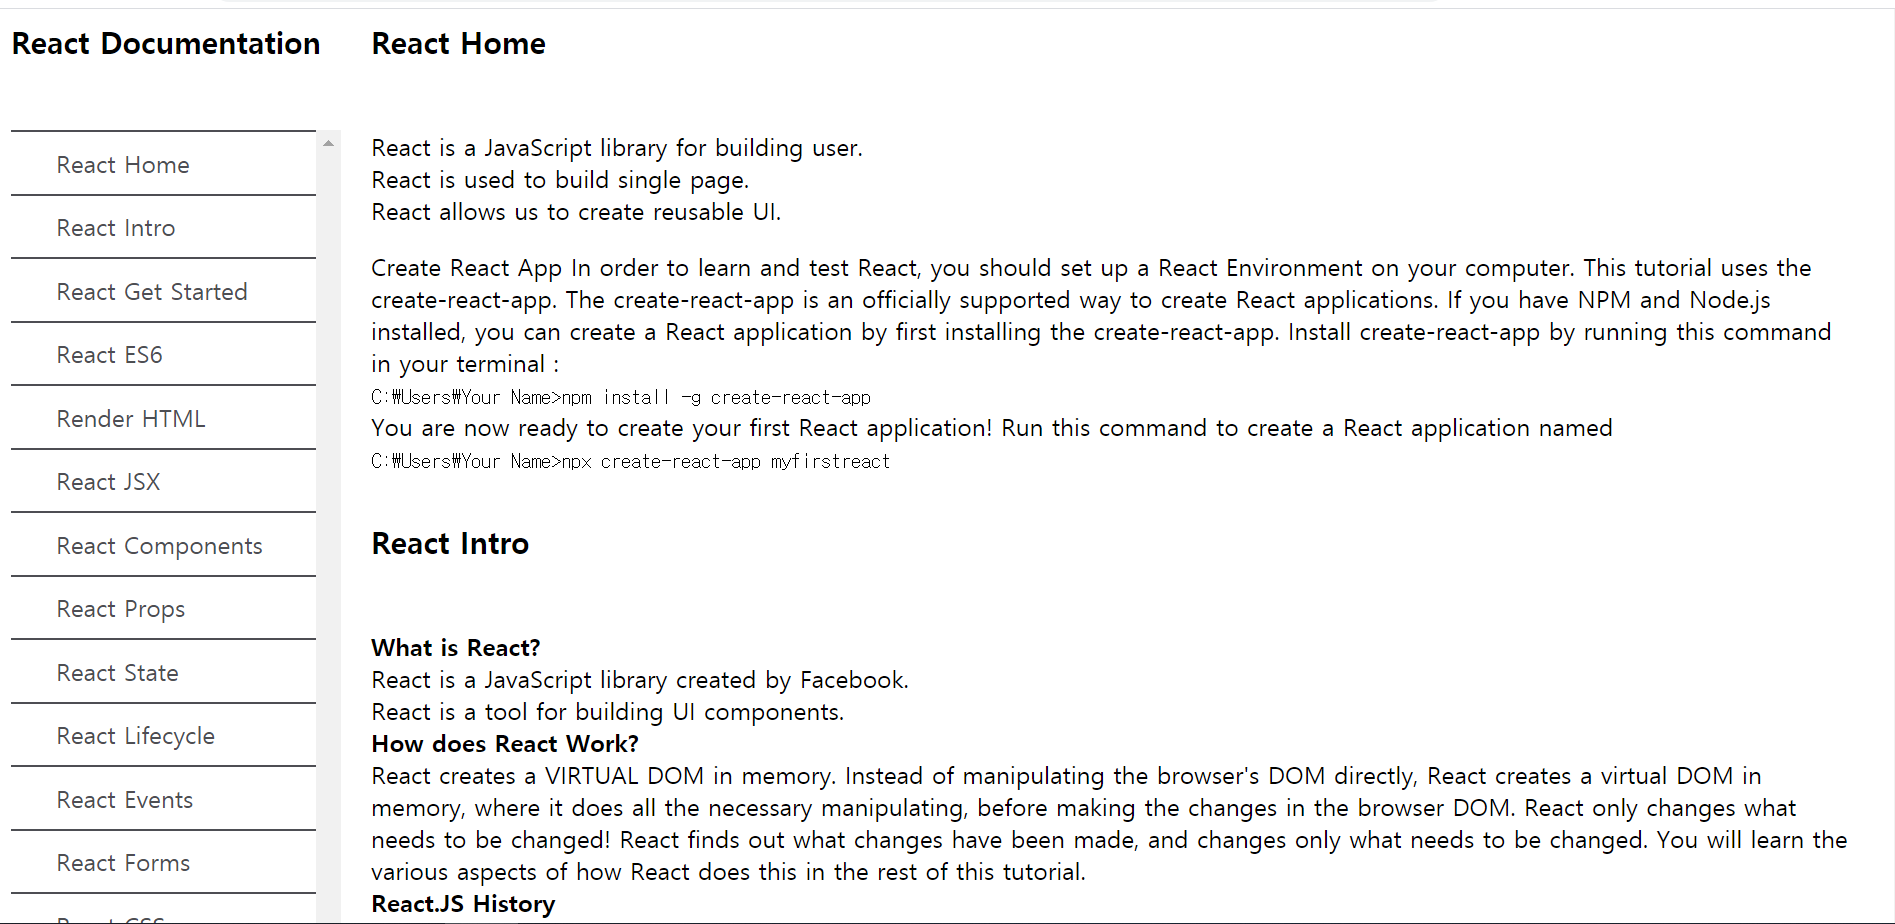 React Documentation
React Home
React Intro
React Get Started
React ES6
Render HTML
React JSX
React Components
React Props
React State
React Lifecycle
React Events
React Forms
React CSS
React Home
React is a JavaScript library for building user.
React is used to build single page.
React allows us to create reusable UI.
Create React App In order to learn and test React, you should set up a React Environment on your computer. This tutorial uses the
create-react-app. The create-react-app is an officially supported way to create React applications. If you have NPM and Node.js
installed, you can create a React application by first installing the create-react-app. Install create-react-app by running this command
in your terminal :
C:₩Users₩Your Name>npm install -g create-react-app
You are now ready to create your first React application! Run this command to create a React application named
C:₩Users₩Your Name>npx create-react-app myfirstreact
React Intro
What is React?
React is a JavaScript library created by Facebook.
React is a tool for building UI components.
How does React Work?
React creates a VIRTUAL DOM in memory. Instead of manipulating the browser's DOM directly, React creates a virtual DOM in
memory, where it does all the necessary manipulating, before making the changes in the browser DOM. React only changes what
needs to be changed! React finds out what changes have been made, and changes only what needs to be changed. You will learn the
various aspects of how React does this in the rest of this tutorial.
React.JS History